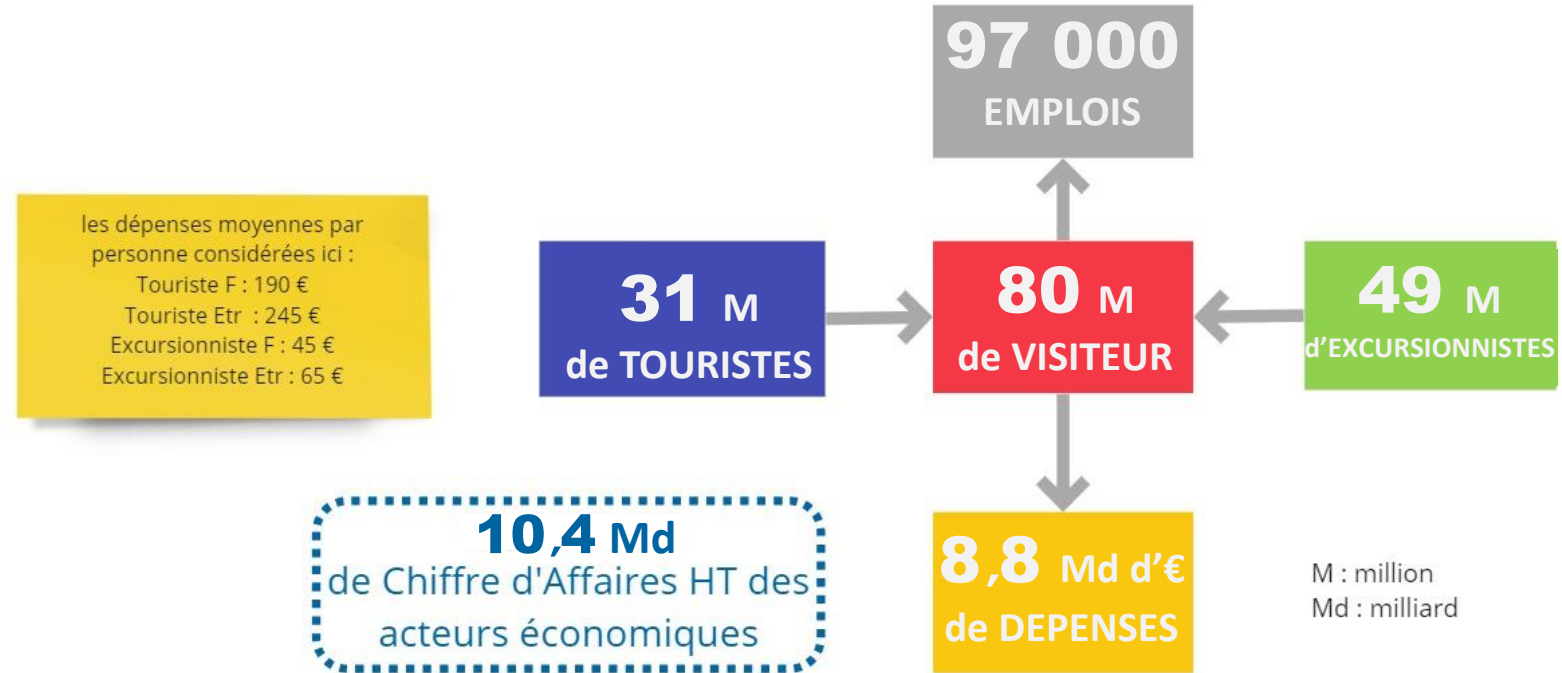 97 000
EMPLOIS
les dépenses moyennes par
personne considérées ici :
Touriste F : 190 €
Touriste Etr : 245 €
Excursionniste F : 45 €
Excursionniste Etr : 65 €
31 M
de TOURISTES
80 M
de VISITEUR
49 M
d'EXCURSIONNISTES
10,4 Md
de Chiffre d'Affaires HT des
acteurs économiques
8,8 Md d'€
de DEPENSES
M : million
Md : milliard